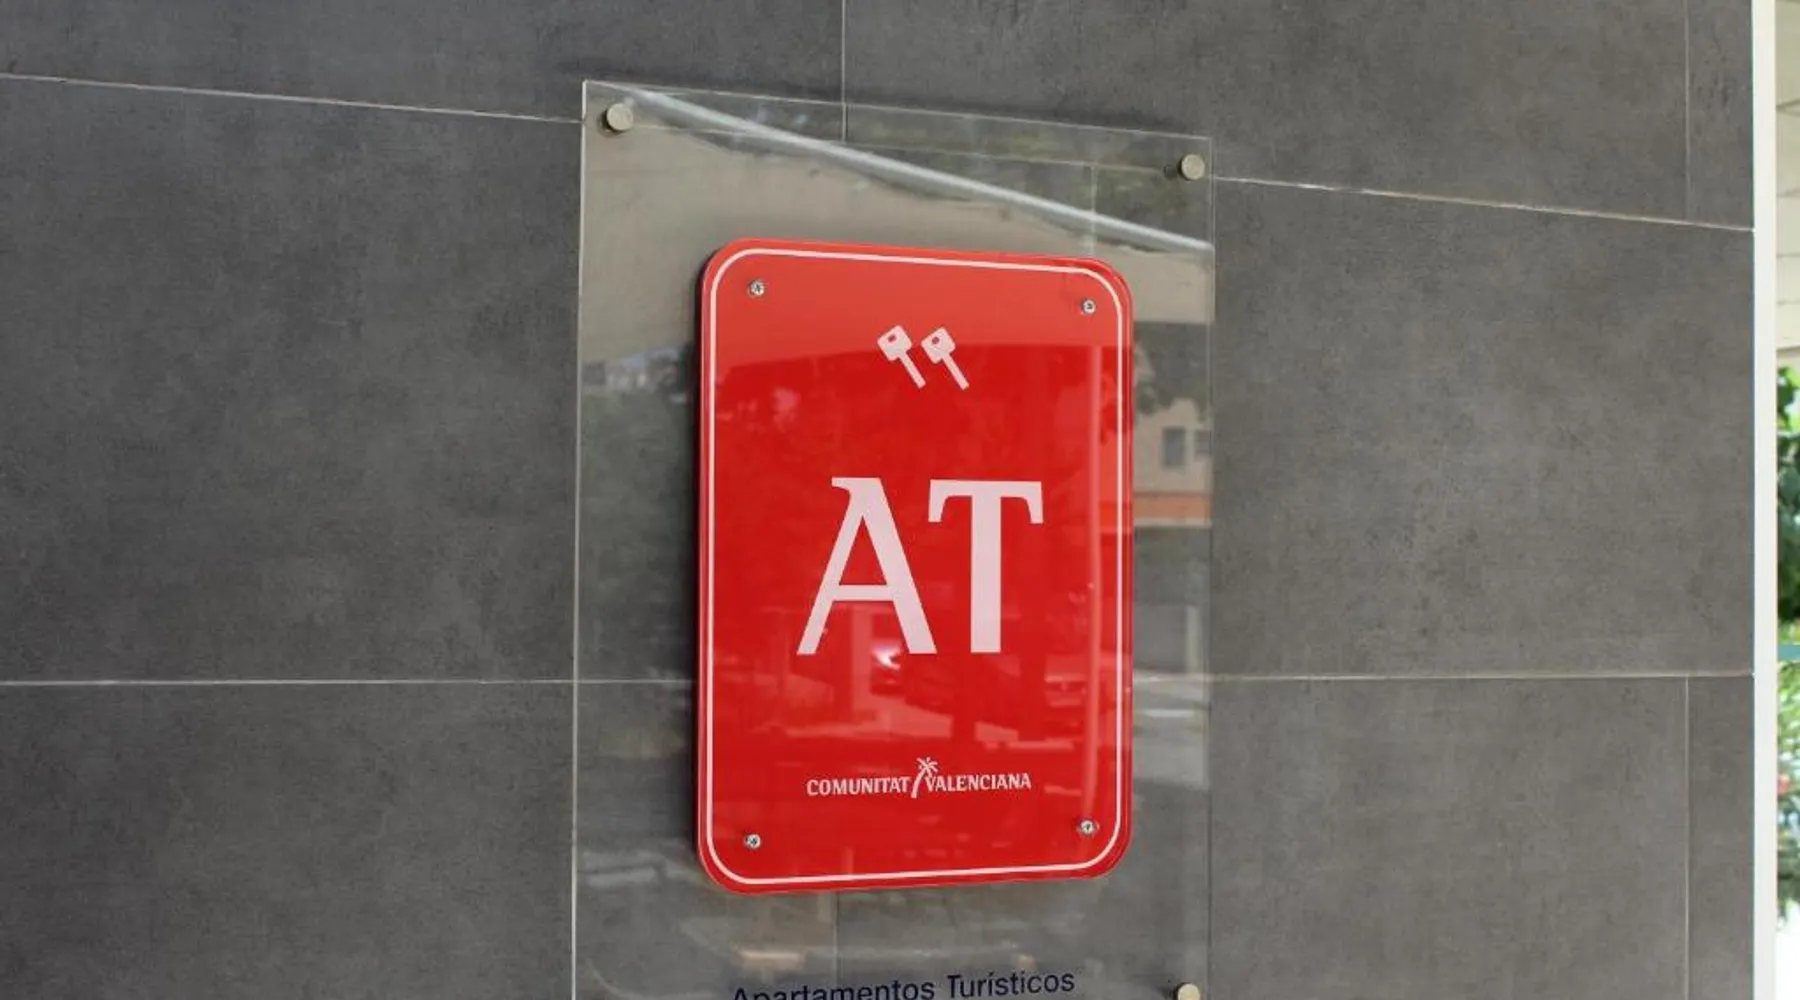 AT
COMUNITAT VALENCIANA
Apartamentos Turísticos